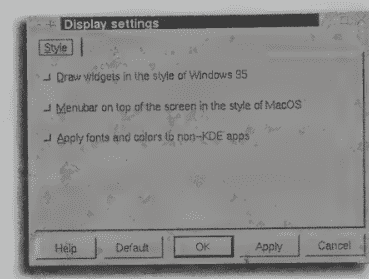 Display settings
Style
Draw widgets in the style of Windows 95
Menubar on top of the screen in the style of MacOS
Apply fonts and colors to non-KDE apps
Help Default OK Apply Cancel